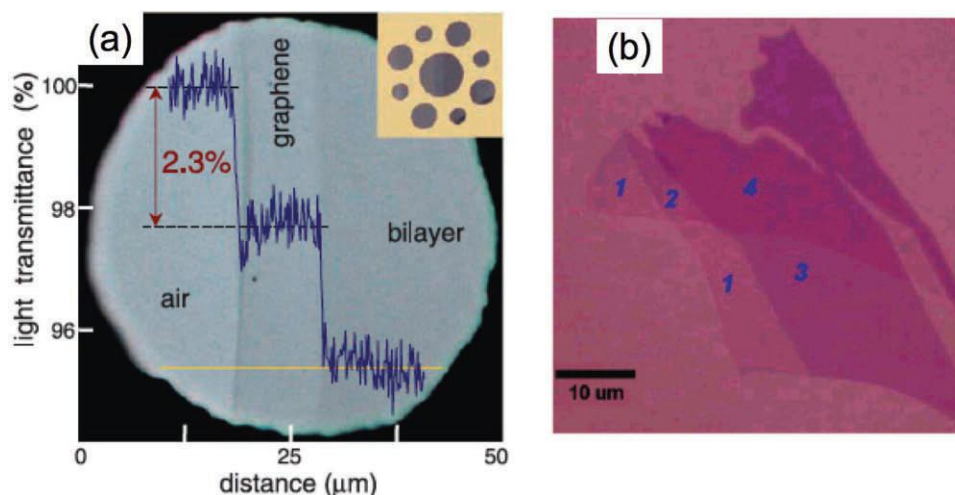 (a)
100
98
96
light transmittance (%)
2.3%
graphene
air
bilayer
0
25
50
distance (μm)
(b)
1
2
4
1
3
10 um